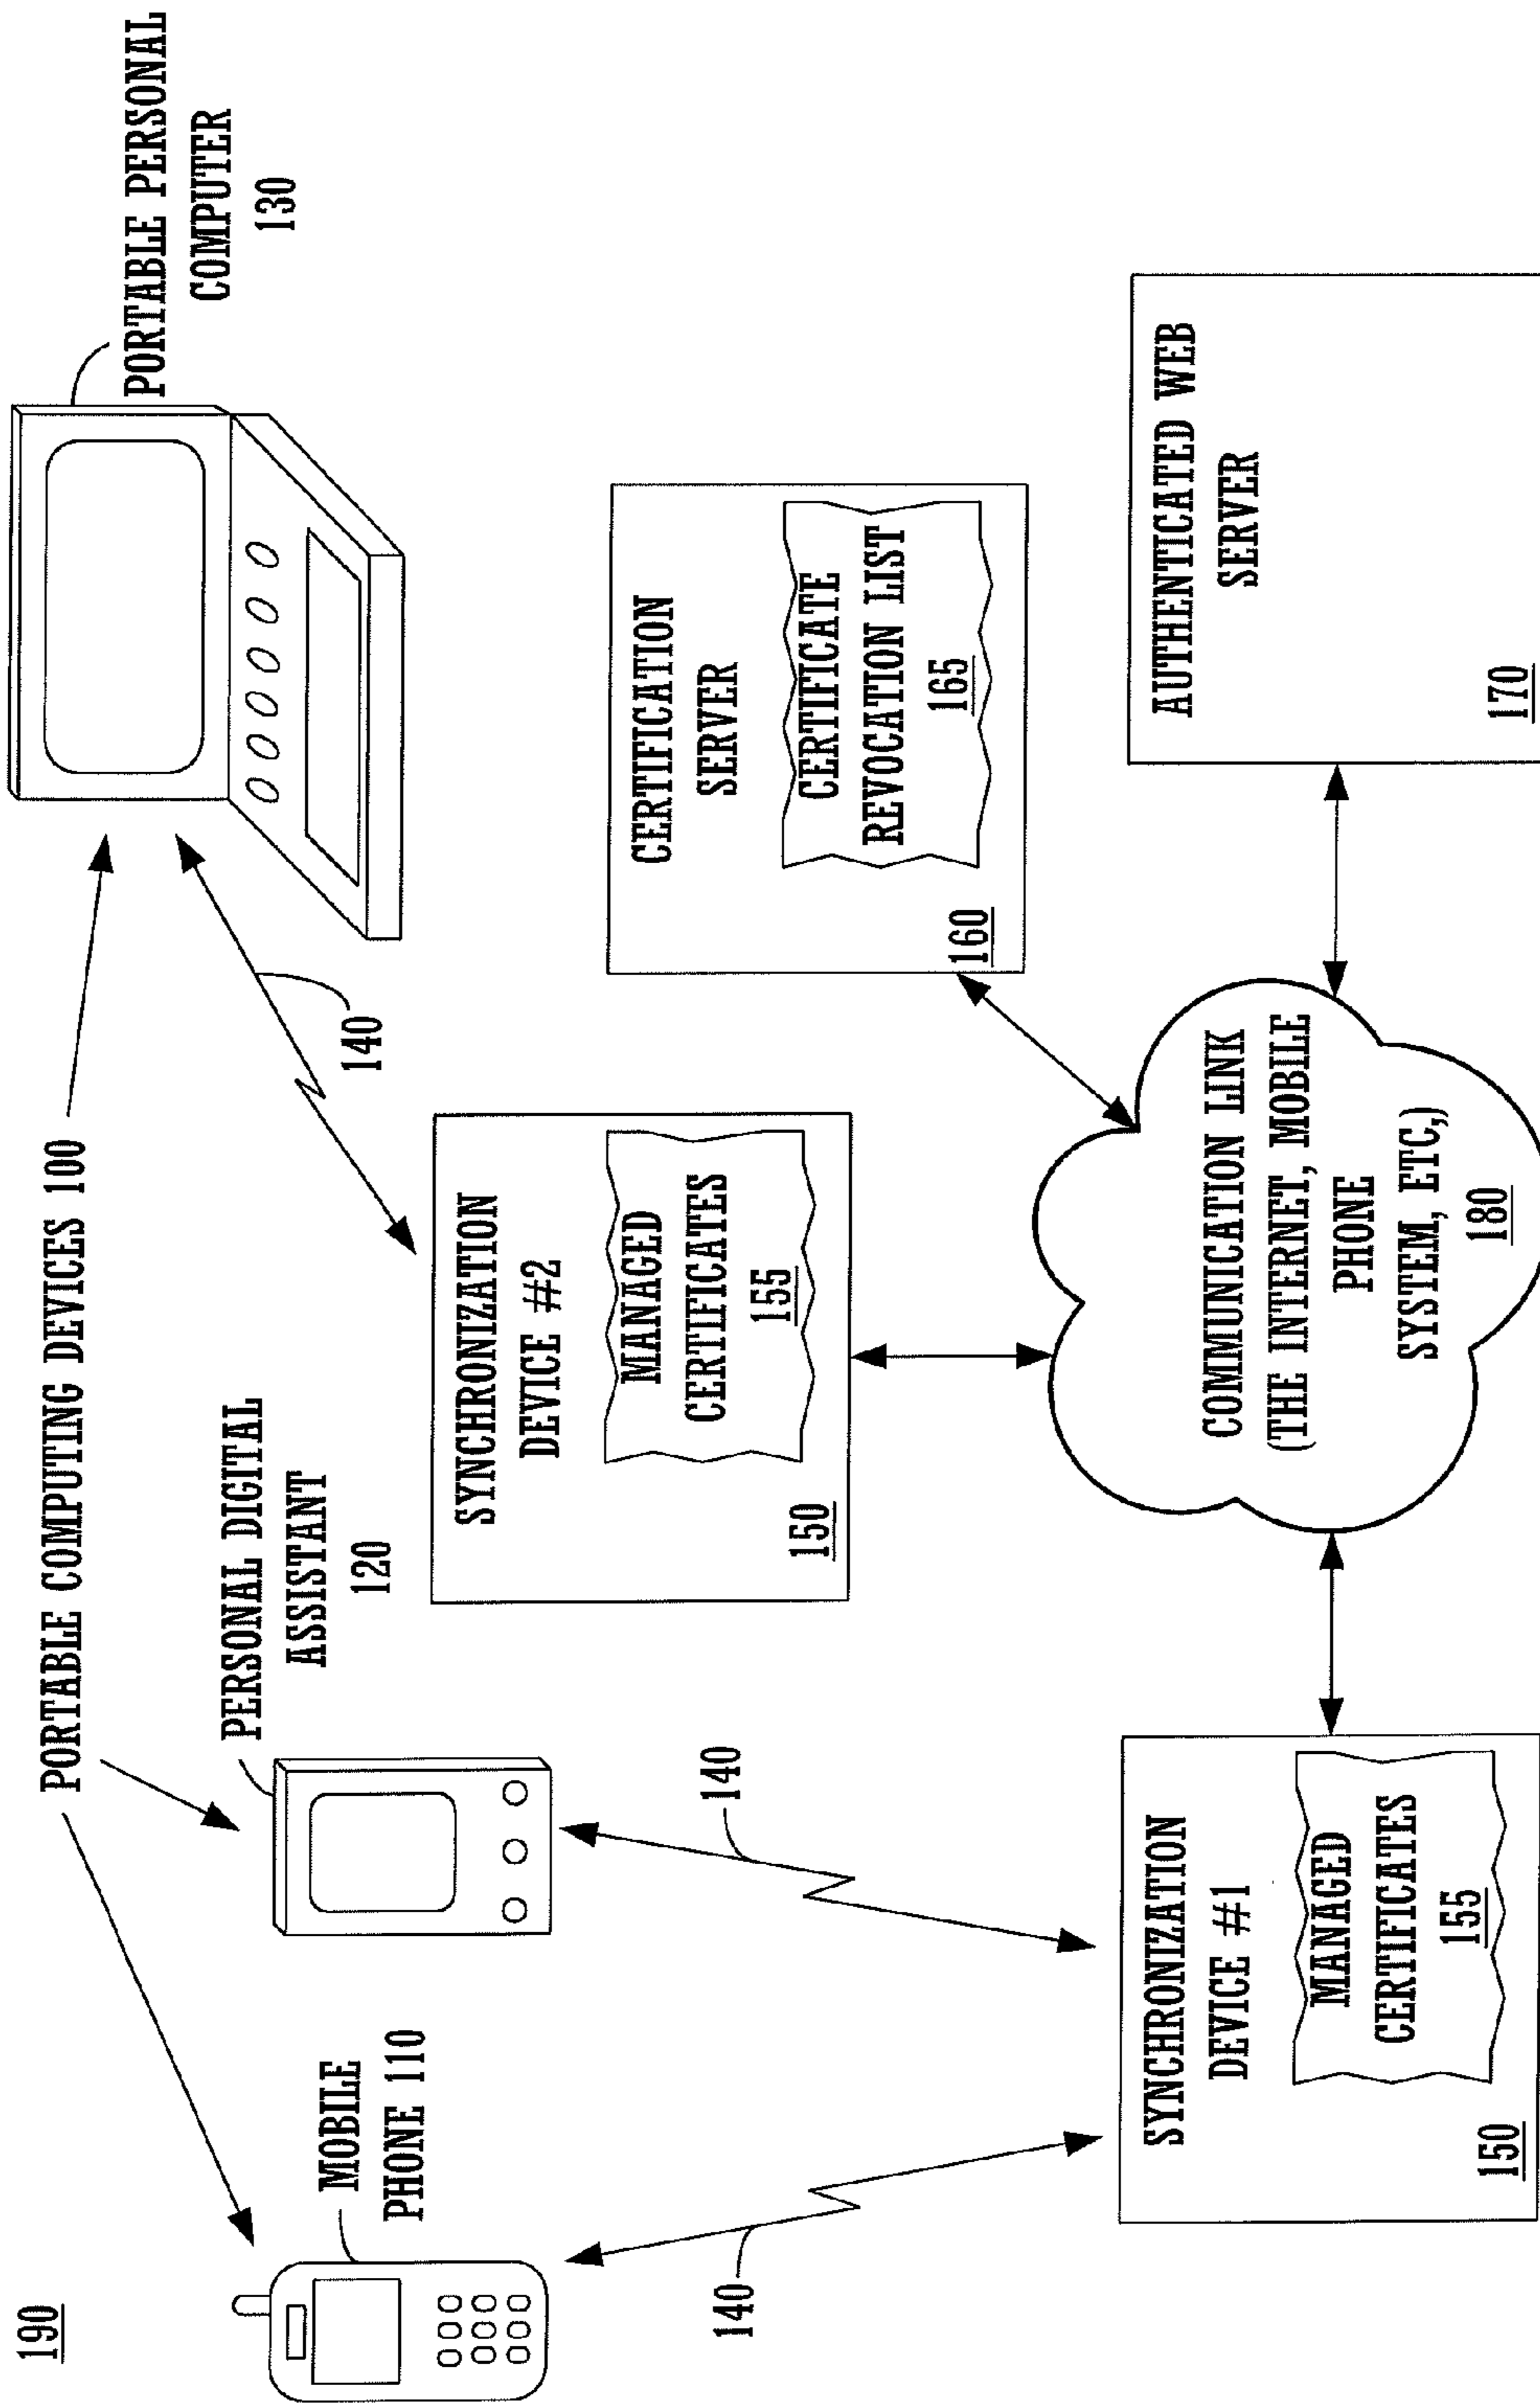 190
PORTABLE COMPUTING DEVICES 100
PORTABLE PERSONAL
COMPUTER
130
MOBILE
PHONE 110
PERSONAL DIGITAL
ASSISTANT
120
140
140
140
SYNCHRONIZATION
DEVICE #2
MANAGED
CERTIFICATES
155
150
CERTIFICATION
SERVER
CERTIFICATE
REVOCATION LIST
165
160
SYNCHRONIZATION
DEVICE #1
MANAGED
CERTIFICATES
155
150
COMMUNICATION LINK
(THE INTERNET, MOBILE
PHONE
SYSTEM, ETC,)
180
AUTHENTICATED WEB
SERVER
170